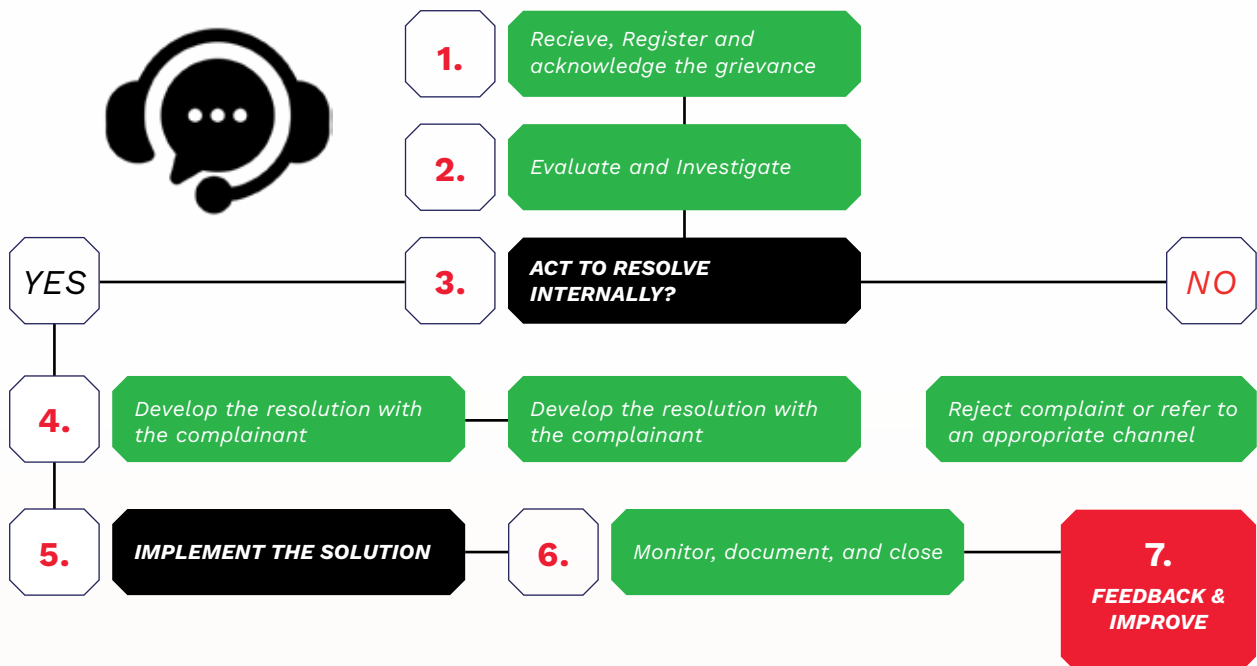 1.
Recieve, Register and
acknowledge the grievance
2.
Evaluate and Investigate
YES
3.
ACT TO RESOLVE
INTERNALLY?
NO
4.
Develop the resolution with
the complainant
Develop the resolution with
the complainant
Reject complaint or refer to
an appropriate channel
5.
IMPLEMENT THE SOLUTION
6.
Monitor, document, and close
7.
FEEDBACK &
IMPROVE